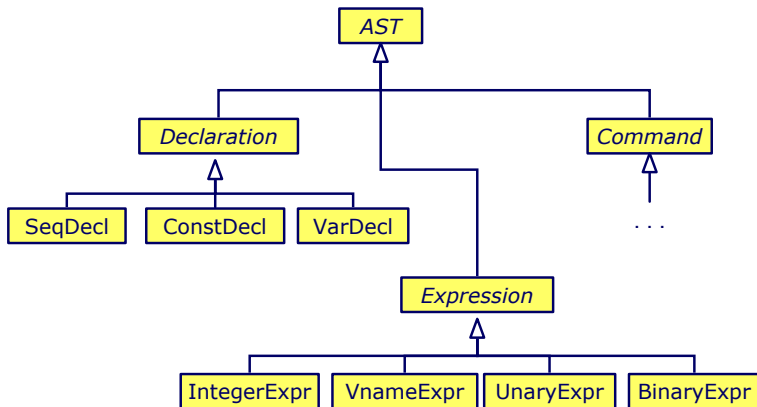 AST
Declaration
Command
SeqDecl
ConstDecl
VarDecl
. . .
Expression
IntegerExpr
VnameExpr
UnaryExpr
BinaryExpr